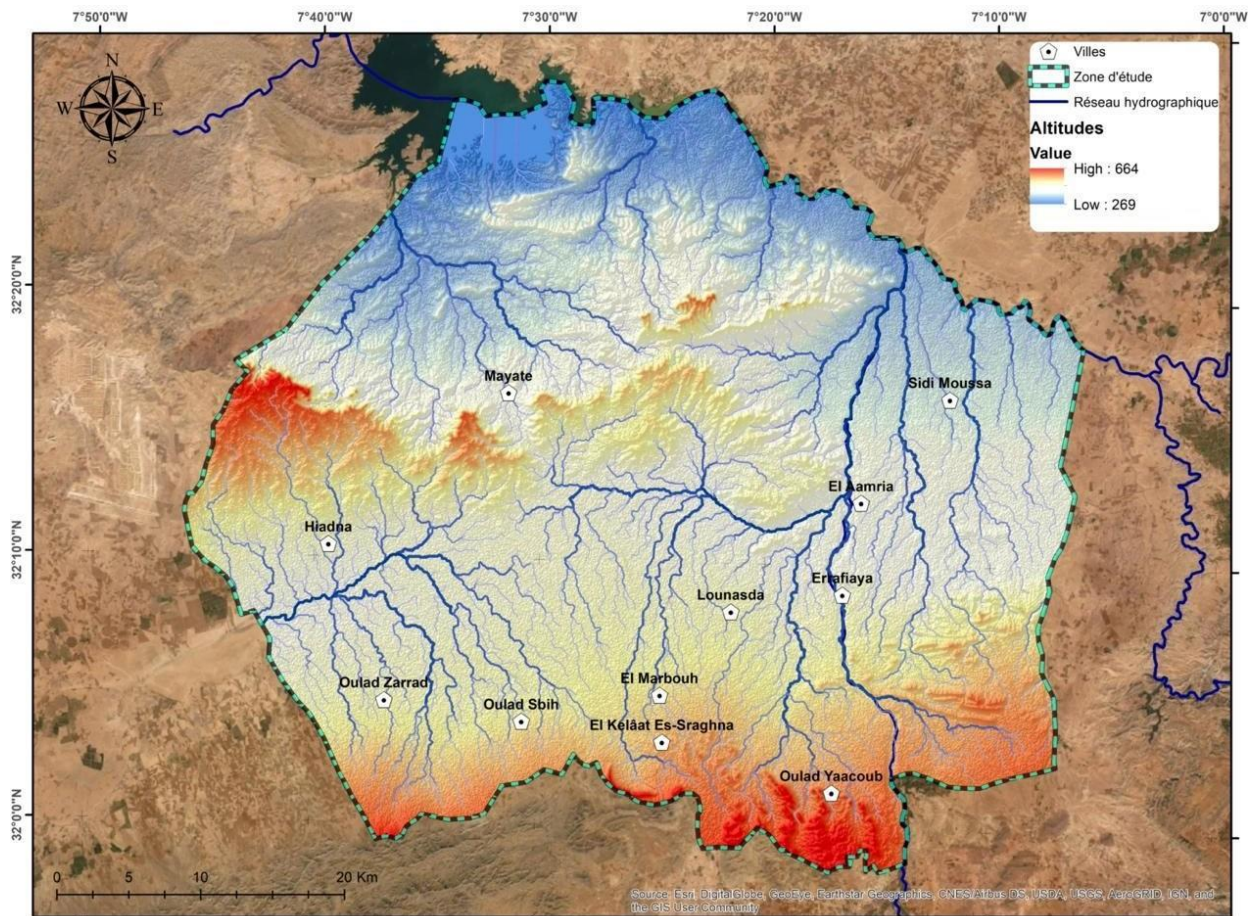 7°50'0"W 7°40'0"W 7°30'0"W 7°20'0"W 7°10'0"W 7°0'0"W
N
W E
S
Villes
Zone d'étude
Réseau hydrographique
Altitudes
Value
High : 664
Low : 269
32°20'0"N
Mayate
Sidi Moussa
El Aamria
Hiadna
32°10'0"N
Errafiaya
Lounasda
Oulad Zarrad
El Marbouh
Oulad Sbih
El Kelâat Es-Sraghna
Oulad Yaacoub
32°0'0"N
0 5 10 20 Km
Source: Esri, DigitalGlobe, GeoEye, Earthstar Geographics, CNES/Airbus DS, USDA, USGS, AeroGRID, IGN, and
the GIS User Community